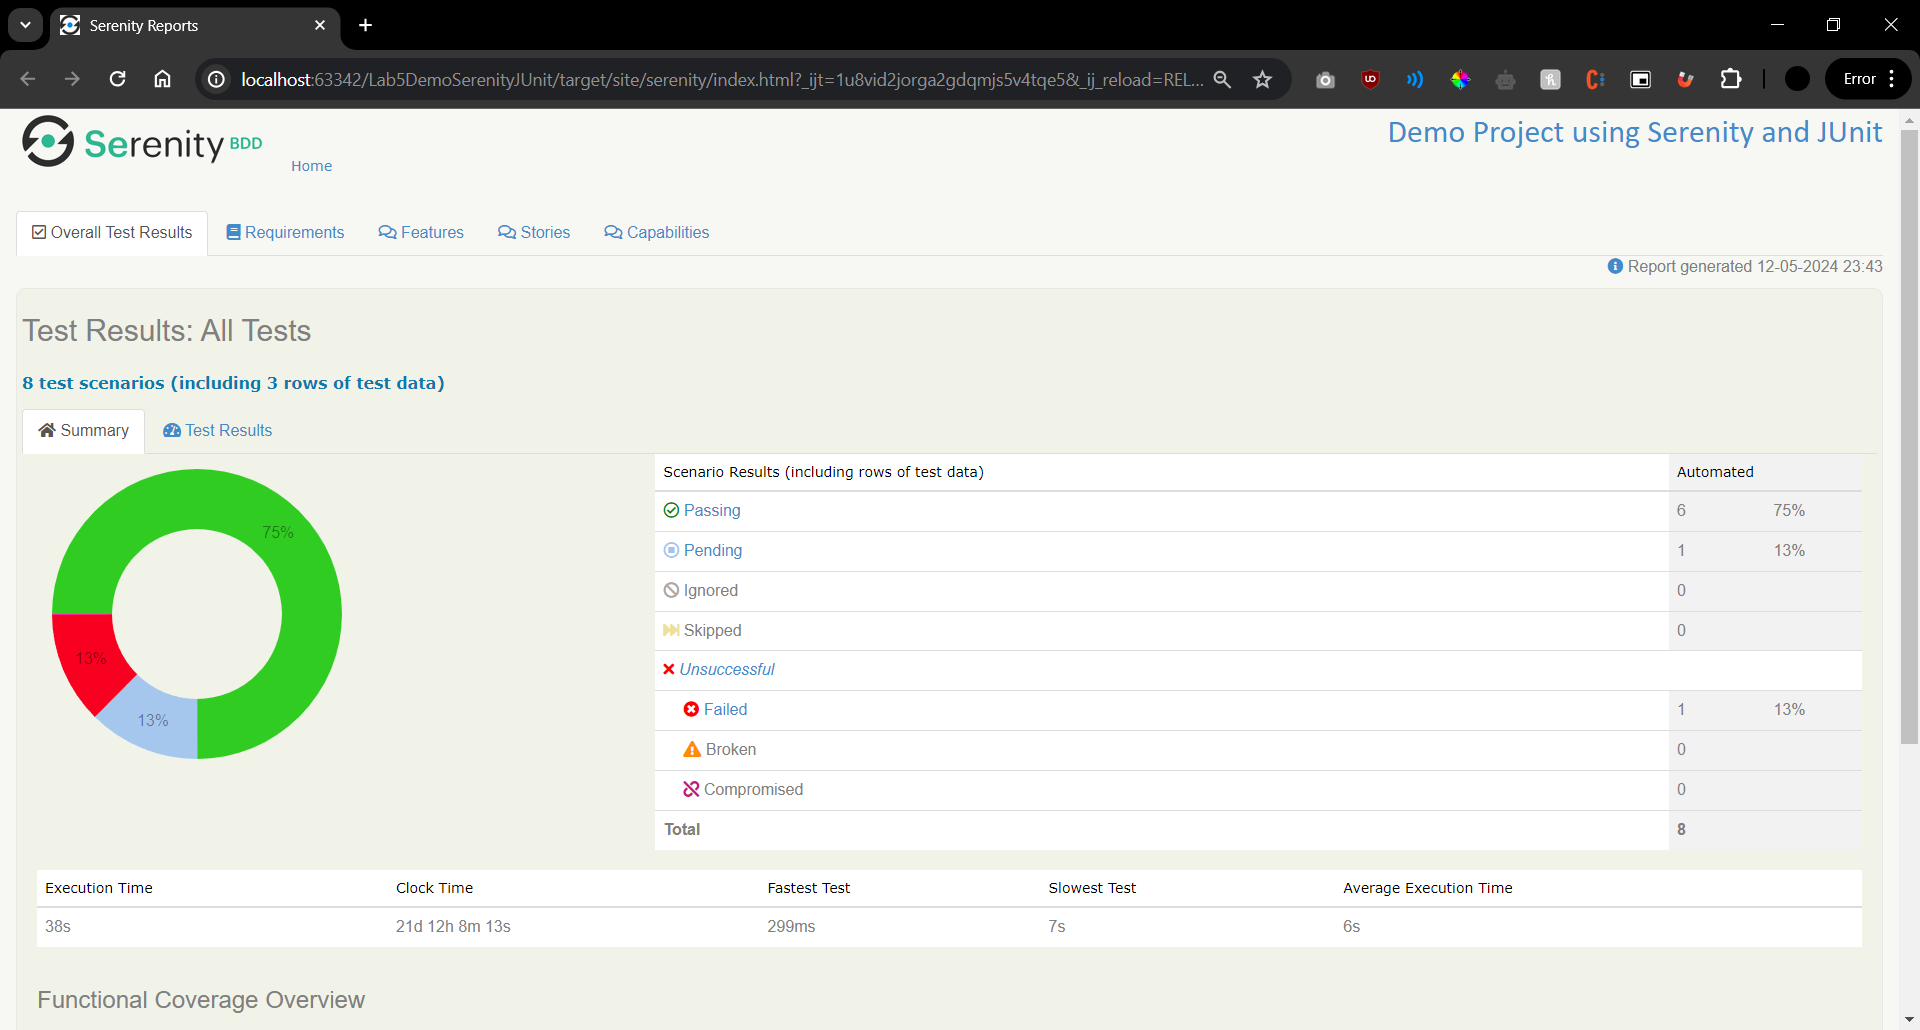 Serenity Reports
localhost:63342/Lab5DemoSerenityJUnit/target/site/serenity/index.html?_ijt=1u8vid2jorga2gdqmjs5v4tqe5&_ij_reload=REL...
Error
Serenity BDD
Home
Demo Project using Serenity and JUnit
Overall Test Results
Requirements
Features
Stories
Capabilities
Report generated 12-05-2024 23:43
Test Results: All Tests
8 test scenarios (including 3 rows of test data)
Summary
Test Results
75%
13%
13%
Scenario Results (including rows of test data) Automated
Passing 6 75%
Pending 1 13%
Ignored 0
Skipped 0
Unsuccessful
Failed 1 13%
Broken 0
Compromised 0
Total 8
Execution Time Clock Time Fastest Test Slowest Test Average Execution Time
38s 21d 12h 8m 13s 299ms 7s 6s
Functional Coverage Overview